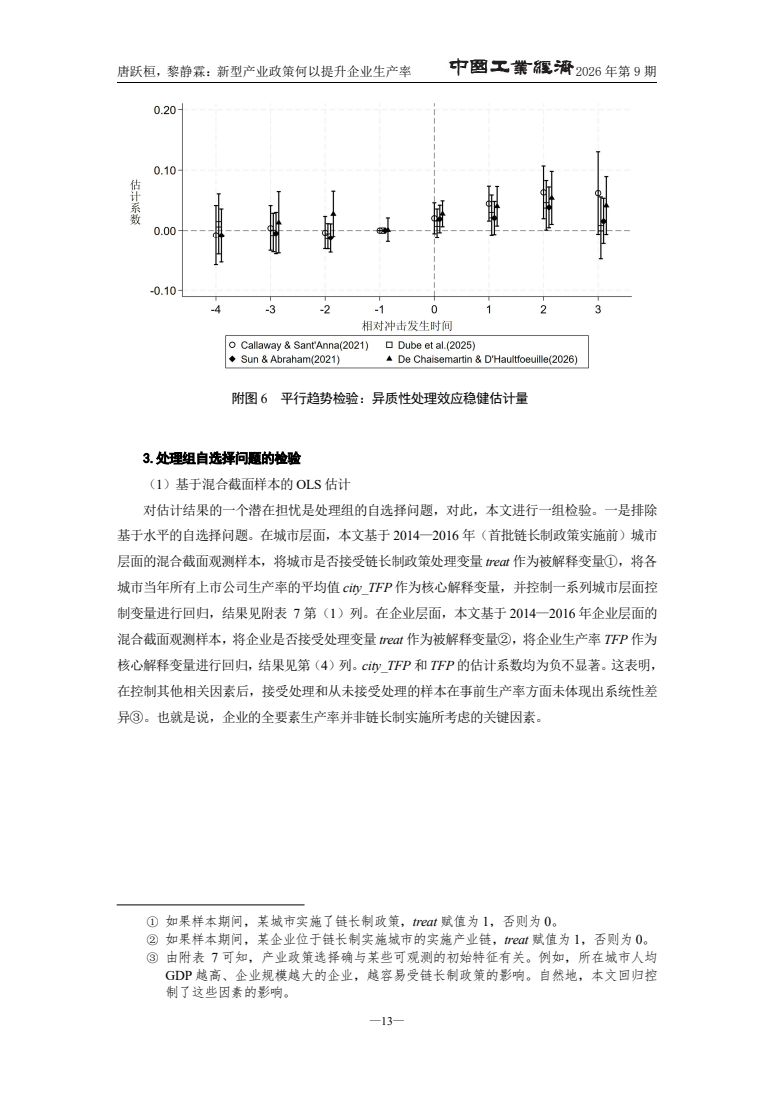 唐跃桓，黎静霖：新型产业政策何以提升企业生产率 中國工業經濟 2026 年第 9 期
0.20
0.10
0.00
-0.10
估计系数
-4 -3 -2 -1 0 1 2 3
相对冲击发生时间
Callaway & Sant'Anna(2021) Dube et al.(2025)
Sun & Abraham(2021) De Chaisemartin & D'Haultfoeuille(2026)
附图 6 平行趋势检验：异质性处理效应稳健估计量
3. 处理组自选择问题的检验
（1）基于混合截面样本的 OLS 估计
对估计结果的一个潜在担忧是处理组的自选择问题，对此，本文进行一组检验。一是排除
基于水平的自选择问题。在城市层面，本文基于 2014—2016 年（首批链长制政策实施前）城市
层面的混合截面观测样本，将城市是否接受链长制政策处理变量 treat 作为被解释变量①，将各
城市当年所有上市公司生产率的平均值 city_TFP 作为核心解释变量，并控制一系列城市层面控
制变量进行回归，结果见附表 7 第（1）列。在企业层面，本文基于 2014—2016 年企业层面的
混合截面观测样本，将企业是否接受处理变量 treat 作为被解释变量②，将企业生产率 TFP 作为
核心解释变量进行回归，结果见第（4）列。city_TFP 和 TFP 的估计系数均为负不显著。这表明，
在控制其他相关因素后，接受处理和从未接受处理的样本在事前生产率方面未体现出系统性差
异③。也就是说，企业的全要素生产率并非链长制实施所考虑的关键因素。
① 如果样本期间，某城市实施了链长制政策，treat 赋值为 1，否则为 0。
② 如果样本期间，某企业位于链长制实施城市的实施产业链，treat 赋值为 1，否则为 0。
③ 由附表 7 可知，产业政策选择确与某些可观测的初始特征有关。例如，所在城市人均
GDP 越高、企业规模越大的企业，越容易受链长制政策的影响。自然地，本文回归控
制了这些因素的影响。
—13—